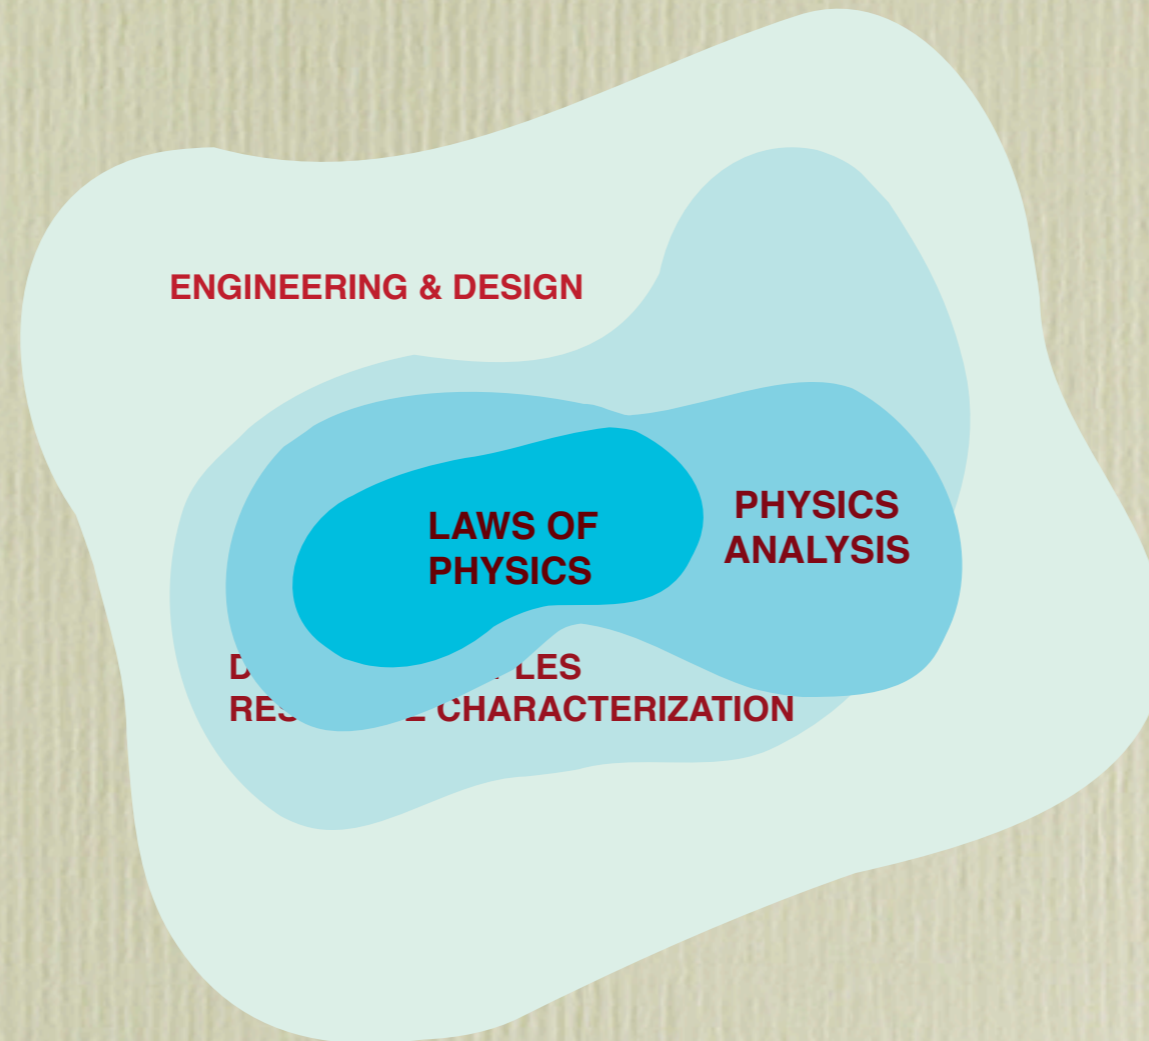 ENGINEERING & DESIGN
LAWS OF
PHYSICS
PHYSICS
ANALYSIS
CHARACTERIZATION